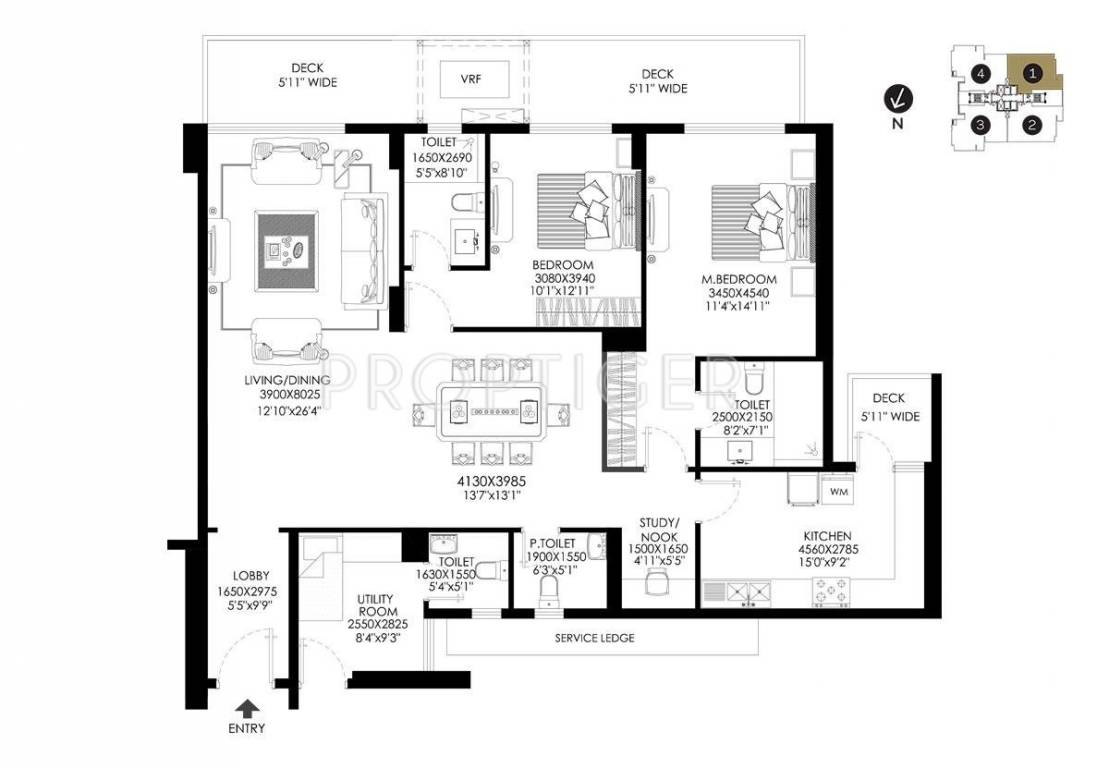 DECK
5'11" WIDE
VRF
DECK
5'11" WIDE
4
1
3
2
N
TOILET
1650X2690
5'5"x8'10"
BEDROOM
3080X3940
10'1"x12'11"
M.BEDROOM
3450X4540
11'4"x14'11"
PROPTIGER
LIVING/DINING
3900X8025
12'10"x26'4"
TOILET
2500X2150
8'2"x7'1"
DECK
5'11" WIDE
4130X3985
13'7"x13'1"
WM
STUDY/
NOOK
1500X1650
4'11"x5'5"
KITCHEN
4560X2785
15'0"x9'2"
P.TOILET
1900X1550
6'3"x5'1"
TOILET
1630X1550
5'4"x5'1"
LOBBY
1650X2975
5'5"x9'9"
UTILITY
ROOM
2550X2825
8'4"x9'3"
SERVICE LEDGE
ENTRY